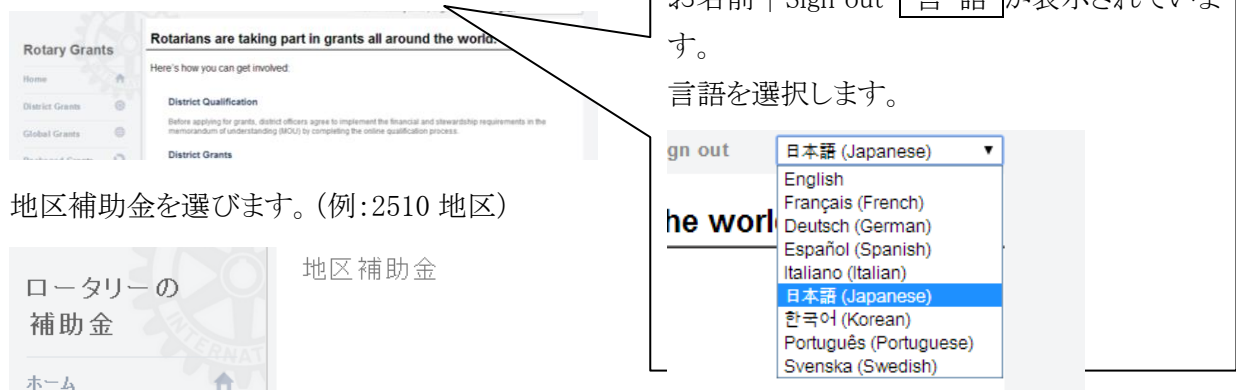 お名前 | Sign out 言 語 が表示されていま
す。
言語を選択します。
Rotary Grants
Home
District Grants
Global Grants
Rotarians are taking part in grants all around the world.
Here's how you can get involved:
District Qualification
Before applying for grants, district officers agree to implement the financial and stewardship requirements in the
memorandum of understanding (MOU) by completing the online qualification process.
District Grants
gn out
日本語 (Japanese)
English
Français (French)
Deutsch (German)
Español (Spanish)
Italiano (Italian)
日本語 (Japanese)
한국어 (Korean)
Português (Portuguese)
Svenska (Swedish)
he worl
地区補助金を選びます。(例:2510 地区)
ロータリーの
補助金
ホーム
地区補助金